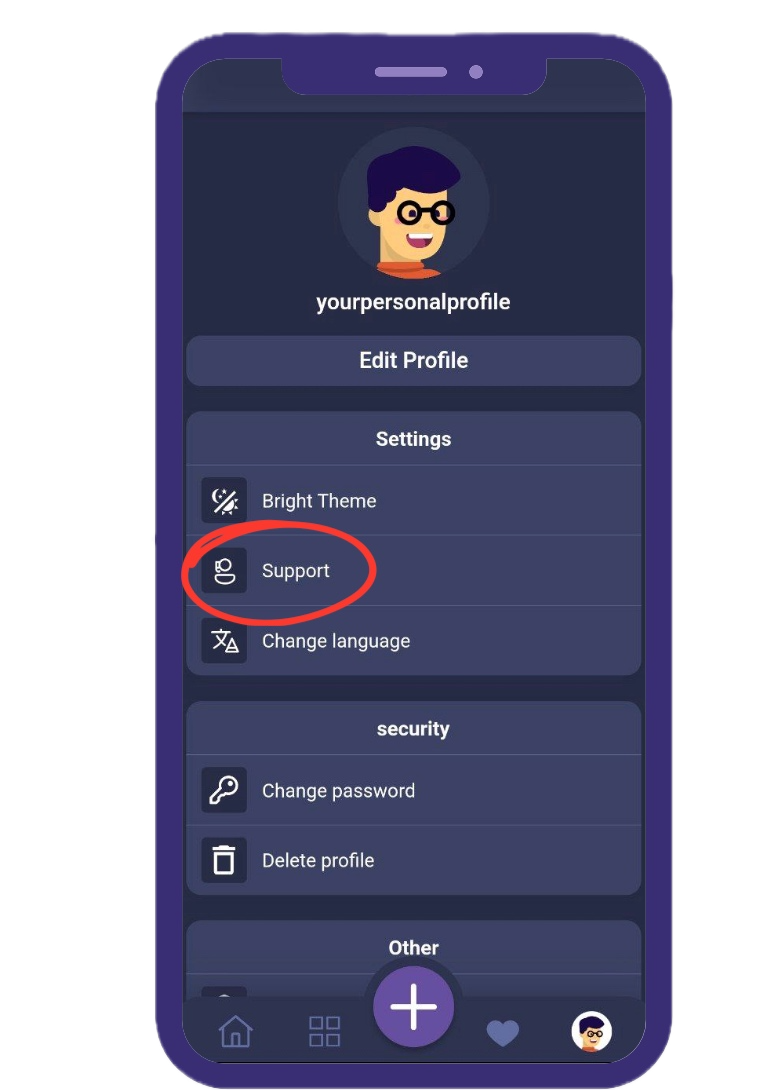 yourpersonalprofile
Edit Profile
Settings
Bright Theme
Support
Change language
security
Change password
Delete profile
Other